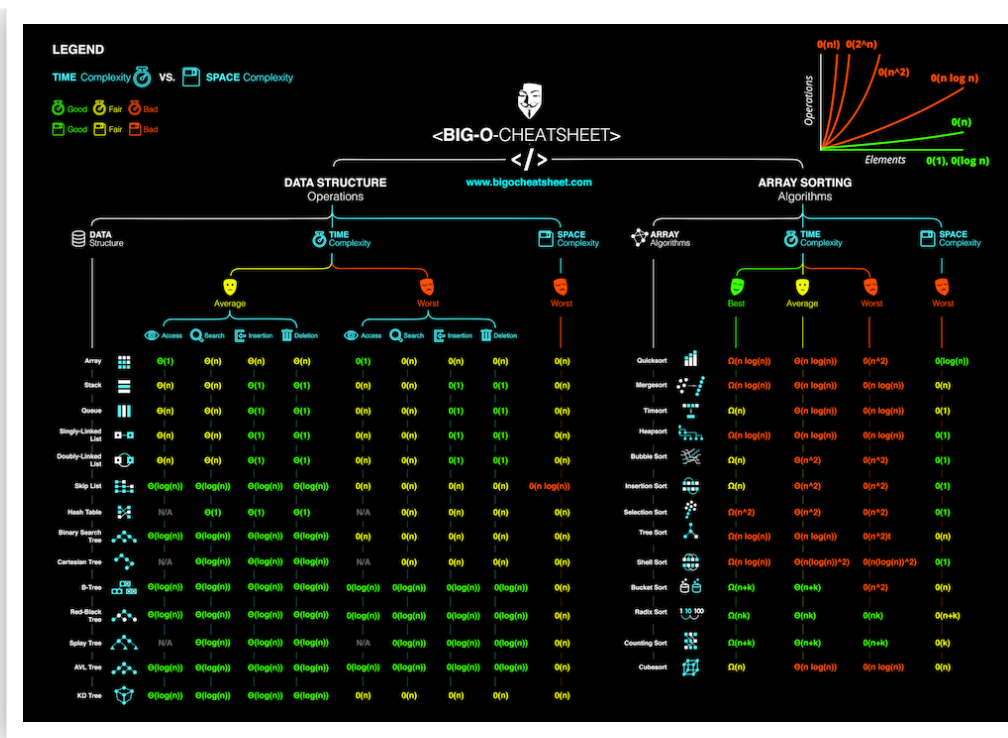 LEGEND
TIME Complexity VS. SPACE Complexity
Good Fair Bad
Good Fair Bad
O(n!) O(2^n)
O(n^2)
O(n log n)
O(n)
O(1), O(log n)
Operations
Elements
<BIG-O-CHEATSHEET>
</>
www.bigocheatsheet.com
DATA STRUCTURE
Operations
DATA
Structure
TIME
Complexity
SPACE
Complexity
Average
Worst
Worst
Access Search Insertion Deletion Access Search Insertion Deletion
Array Θ(1) Θ(n) Θ(n) Θ(n) O(1) O(n) O(n) O(n) O(n)
Stack Θ(n) Θ(n) Θ(1) Θ(1) O(n) O(n) O(1) O(1) O(n)
Queue Θ(n) Θ(n) Θ(1) Θ(1) O(n) O(n) O(1) O(1) O(n)
Singly-Linked
List Θ(n) Θ(n) Θ(1) Θ(1) O(n) O(n) O(1) O(1) O(n)
Doubly-Linked
List Θ(n) Θ(n) Θ(1) Θ(1) O(n) O(n) O(1) O(1) O(n)
Skip List Θ(log(n)) Θ(log(n)) Θ(log(n)) Θ(log(n)) O(n) O(n) O(n) O(n) O(n log(n))
Hash Table N/A Θ(1) Θ(1) Θ(1) N/A O(n) O(n) O(n) O(n)
Binary Search
Tree Θ(log(n)) Θ(log(n)) Θ(log(n)) Θ(log(n)) O(n) O(n) O(n) O(n) O(n)
Cartesian Tree N/A Θ(log(n)) Θ(log(n)) Θ(log(n)) N/A O(n) O(n) O(n) O(n)
B-Tree Θ(log(n)) Θ(log(n)) Θ(log(n)) Θ(log(n)) O(log(n)) O(log(n)) O(log(n)) O(log(n)) O(n)
Red-Black
Tree Θ(log(n)) Θ(log(n)) Θ(log(n)) Θ(log(n)) O(log(n)) O(log(n)) O(log(n)) O(log(n)) O(n)
Splay Tree N/A Θ(log(n)) Θ(log(n)) Θ(log(n)) N/A O(log(n)) O(log(n)) O(log(n)) O(n)
AVL Tree Θ(log(n)) Θ(log(n)) Θ(log(n)) Θ(log(n)) O(log(n)) O(log(n)) O(log(n)) O(log(n)) O(n)
KD Tree Θ(log(n)) Θ(log(n)) Θ(log(n)) Θ(log(n)) O(n) O(n) O(n) O(n) O(n)
ARRAY SORTING
Algorithms
ARRAY
Algorithms
TIME
Complexity
SPACE
Complexity
Best Average Worst Worst
Quicksort Ω(n log(n)) Θ(n log(n)) O(n^2) O(log(n))
Mergesort Ω(n log(n)) Θ(n log(n)) O(n log(n)) O(n)
Timsort Ω(n) Θ(n log(n)) O(n log(n)) O(1)
Heapsort Ω(n log(n)) Θ(n log(n)) O(n log(n)) O(1)
Bubble Sort Ω(n) Θ(n^2) O(n^2) O(1)
Insertion Sort Ω(n) Θ(n^2) O(n^2) O(1)
Selection Sort Ω(n^2) Θ(n^2) O(n^2) O(1)
Tree Sort Ω(n log(n)) Θ(n log(n)) O(n^2)t O(n)
Shell Sort Ω(n log(n)) Θ(n(log(n))^2) O(n(log(n))^2) O(1)
Bucket Sort Ω(n+k) Θ(n+k) O(n^2) O(n)
Radix Sort 1 10 100 Ω(nk) Θ(nk) O(nk) O(n+k)
Counting Sort Ω(n+k) Θ(n+k) O(n+k) O(k)
Cubesort Ω(n) Θ(n log(n)) O(n log(n)) O(n)